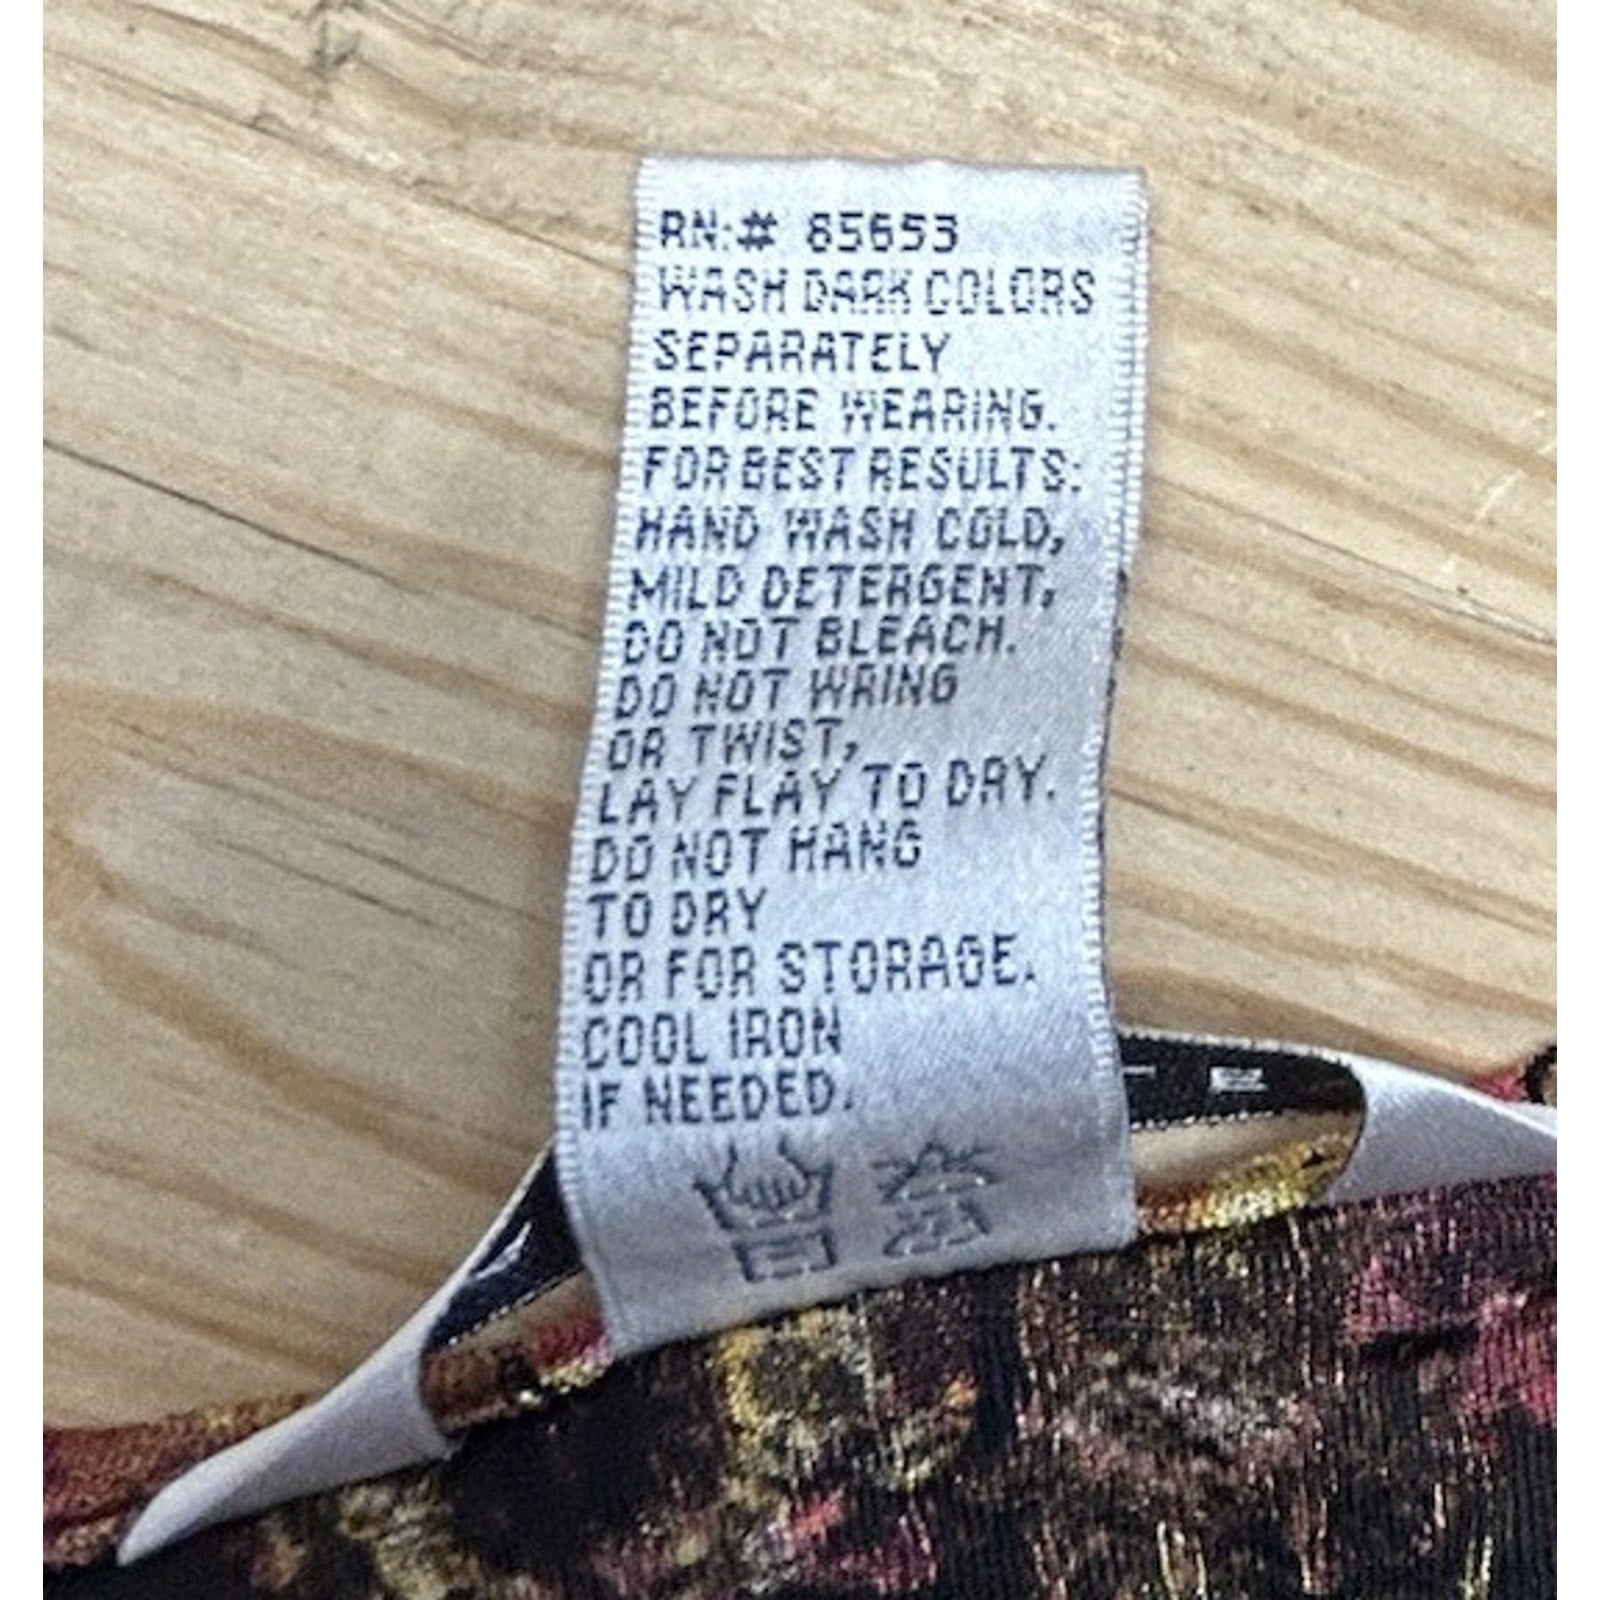 RN:# 85653
WASH DARK COLORS
SEPARATELY
BEFORE WEARING.
FOR BEST RESULTS:
HAND WASH COLD,
MILD DETERGENT,
DO NOT BLEACH.
DO NOT WRING
OR TWIST,
LAY FLAY TO DRY.
DO NOT HANG
TO DRY
OR FOR STORAGE.
COOL IRON
IF NEEDED.